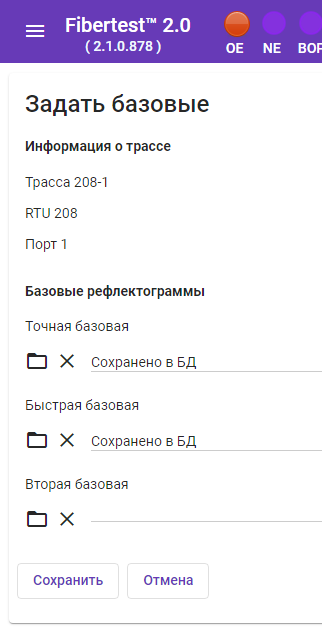 Fibertest™ 2.0
( 2.1.0.878 )
OE NE BOP
Задать базовые
Информация о трассе
Трасса 208-1
RTU 208
Порт 1
Базовые рефлектограммы
Точная базовая
Сохранено в БД
Быстрая базовая
Сохранено в БД
Вторая базовая
Сохранить Отмена